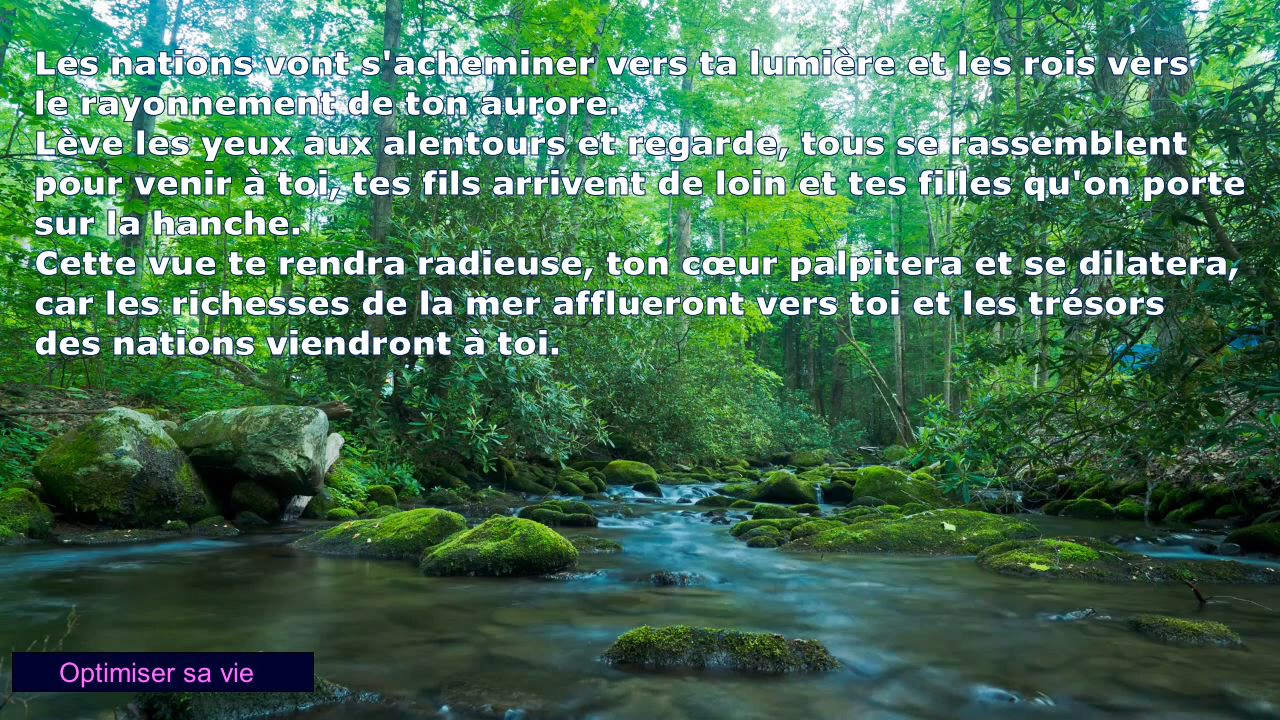 Les nations vont s'acheminer vers ta lumière et les rois vers
le rayonnement de ton aurore.
Lève les yeux aux alentours et regarde, tous se rassemblent
pour venir à toi, tes fils arrivent de loin et tes filles qu'on porte
sur la hanche.
Cette vue te rendra radieuse, ton cœur palpitera et se dilatera,
car les richesses de la mer afflueront vers toi et les trésors
des nations viendront à toi.
Optimiser sa vie